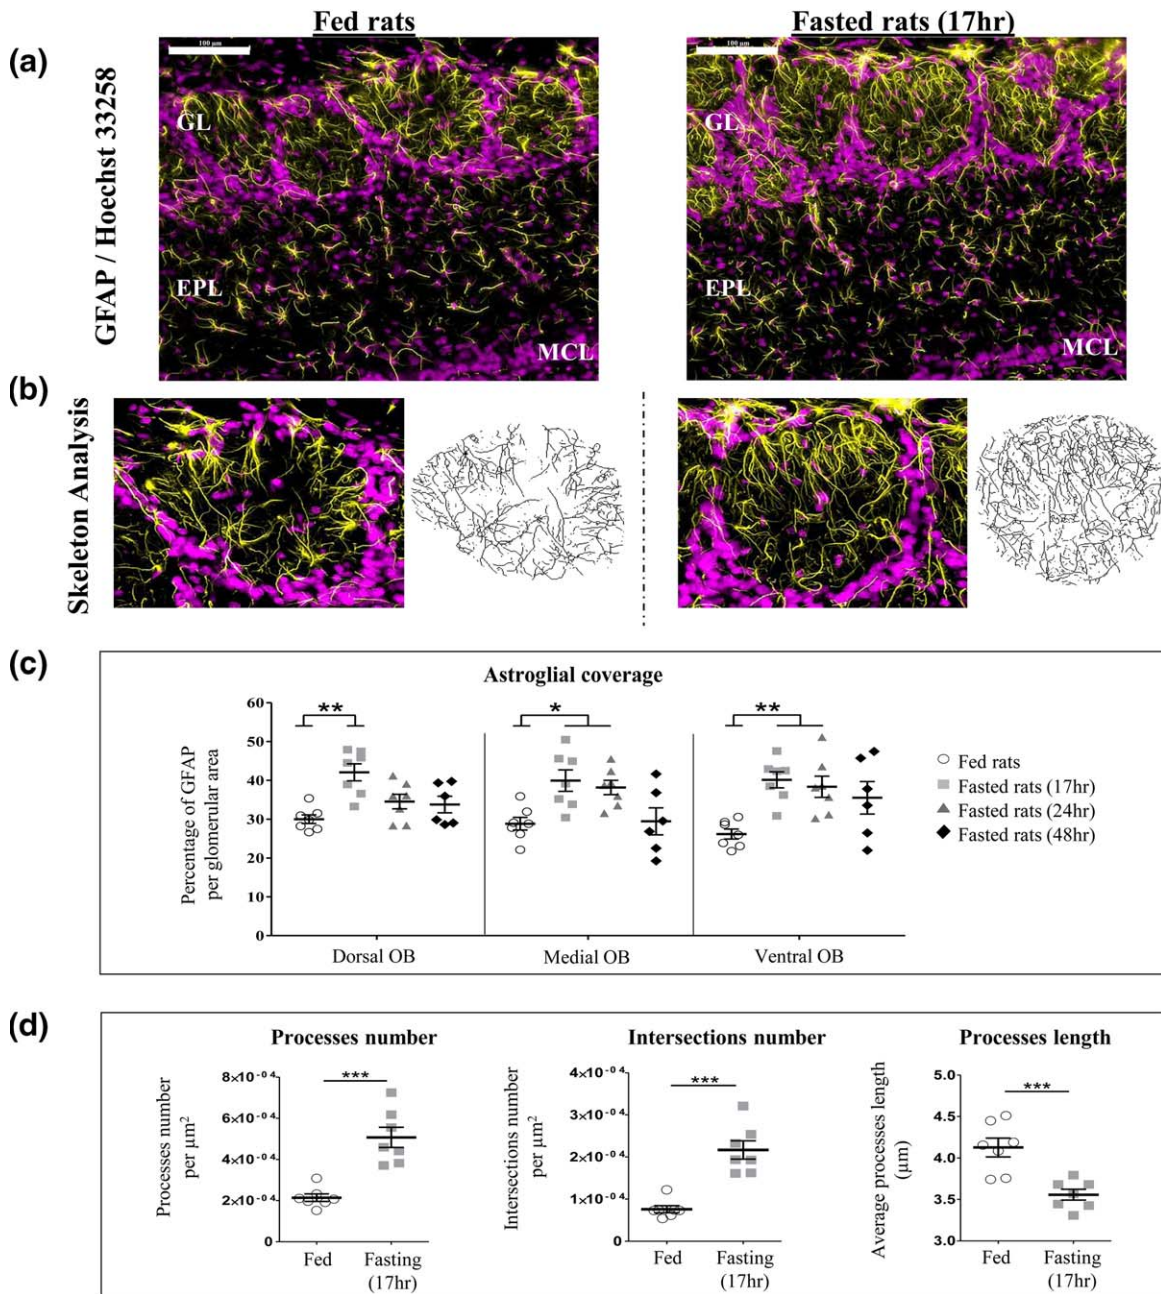 Fed rats
Fasted rats (17hr)
(a)
GFAP / Hoechst 33258
100 µm
GL
EPL
MCL
100 µm
GL
EPL
MCL
(b)
Skeleton Analysis
(c)
Astroglial coverage
Percentage of GFAP
per glomerular area
60
50
40
30
20
10
0
**
*
**
Dorsal OB
Medial OB
Ventral OB
Fed rats
Fasted rats (17hr)
Fasted rats (24hr)
Fasted rats (48hr)
(d)
Processes number
Processes number
per µm²
8×10⁻⁰⁴
6×10⁻⁰⁴
4×10⁻⁰⁴
2×10⁻⁰⁴
0
***
Fed
Fasting
(17hr)
Intersections number
Intersections number
per µm²
4×10⁻⁰⁴
3×10⁻⁰⁴
2×10⁻⁰⁴
1×10⁻⁰⁴
0
***
Fed
Fasting
(17hr)
Processes length
Average processes length
(µm)
5.0
4.5
4.0
3.5
3.0
***
Fed
Fasting
(17hr)